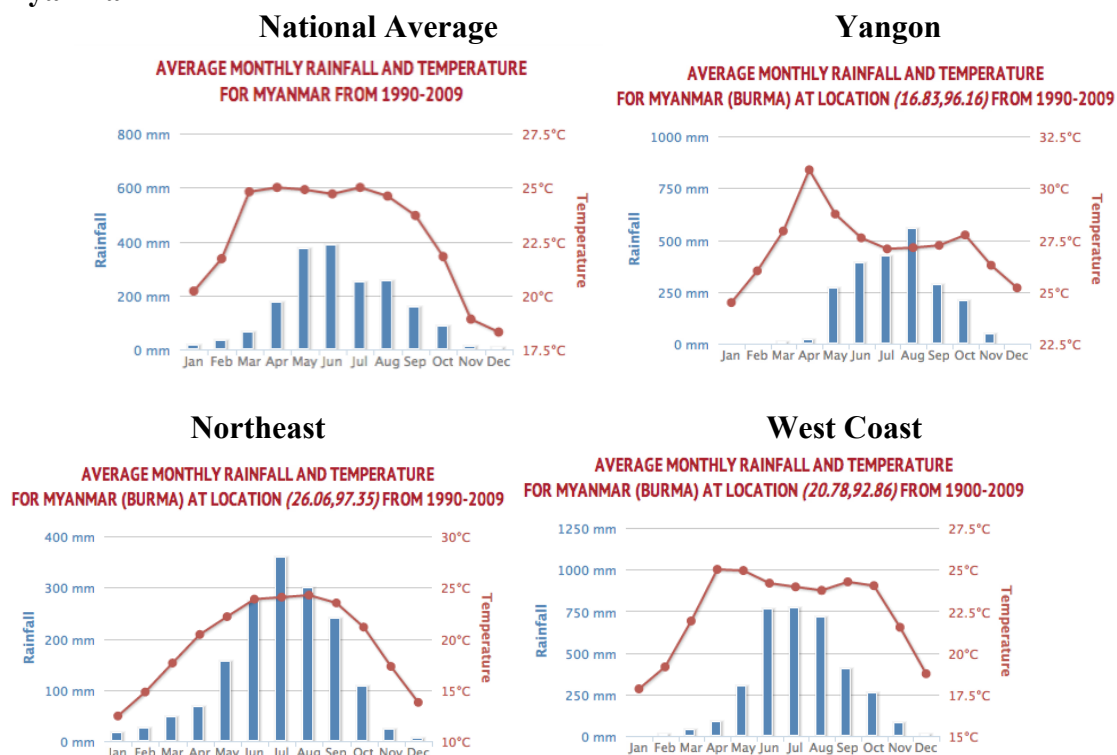 National Average
AVERAGE MONTHLY RAINFALL AND TEMPERATURE
FOR MYANMAR FROM 1990-2009
800 mm
600 mm
400 mm
200 mm
0 mm
Rainfall
27.5°C
25°C
22.5°C
20°C
17.5°C
Temperature
Jan Feb Mar Apr May Jun Jul Aug Sep Oct Nov Dec
Yangon
AVERAGE MONTHLY RAINFALL AND TEMPERATURE
FOR MYANMAR (BURMA) AT LOCATION (16.83,96.16) FROM 1990-2009
1000 mm
750 mm
500 mm
250 mm
0 mm
Rainfall
32.5°C
30°C
27.5°C
25°C
22.5°C
Temperature
Jan Feb Mar Apr May Jun Jul Aug Sep Oct Nov Dec
Northeast
AVERAGE MONTHLY RAINFALL AND TEMPERATURE
FOR MYANMAR (BURMA) AT LOCATION (26.06,97.35) FROM 1990-2009
400 mm
300 mm
200 mm
100 mm
0 mm
Rainfall
30°C
25°C
20°C
15°C
10°C
Temperature
Jan Feb Mar Apr May Jun Jul Aug Sep Oct Nov Dec
West Coast
AVERAGE MONTHLY RAINFALL AND TEMPERATURE
FOR MYANMAR (BURMA) AT LOCATION (20.78,92.86) FROM 1900-2009
1250 mm
1000 mm
750 mm
500 mm
250 mm
0 mm
Rainfall
27.5°C
25°C
22.5°C
20°C
17.5°C
15°C
Temperature
Jan Feb Mar Apr May Jun Jul Aug Sep Oct Nov Dec